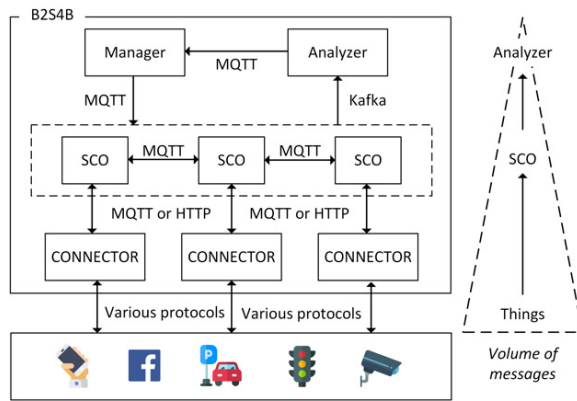 B2S4B
Manager
Analyzer
MQTT
MQTT
Kafka
SCO
MQTT
SCO
MQTT
SCO
MQTT or HTTP
MQTT or HTTP
CONNECTOR
CONNECTOR
CONNECTOR
Various protocols
Various protocols
f
P
Analyzer
SCO
Things
Volume of
messages